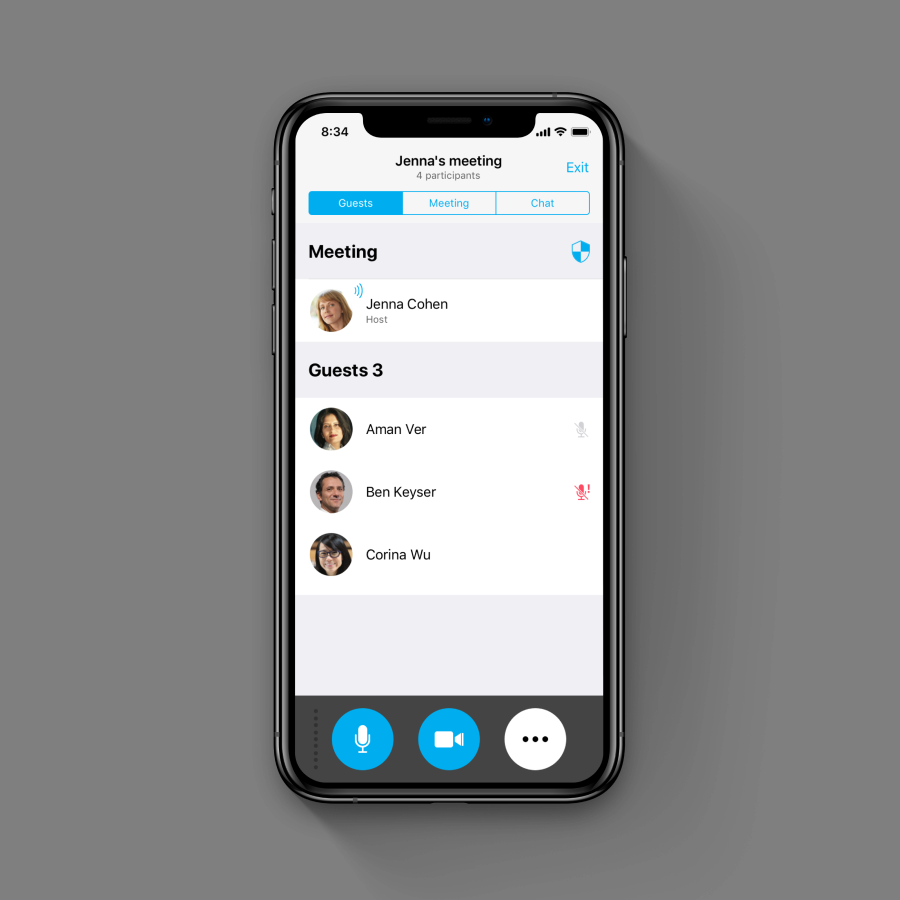 8:34
Jenna's meeting
4 participants
Exit
Guests
Meeting
Chat
Meeting
Jenna Cohen
Host
Guests 3
Aman Ver
Ben Keyser
Corina Wu